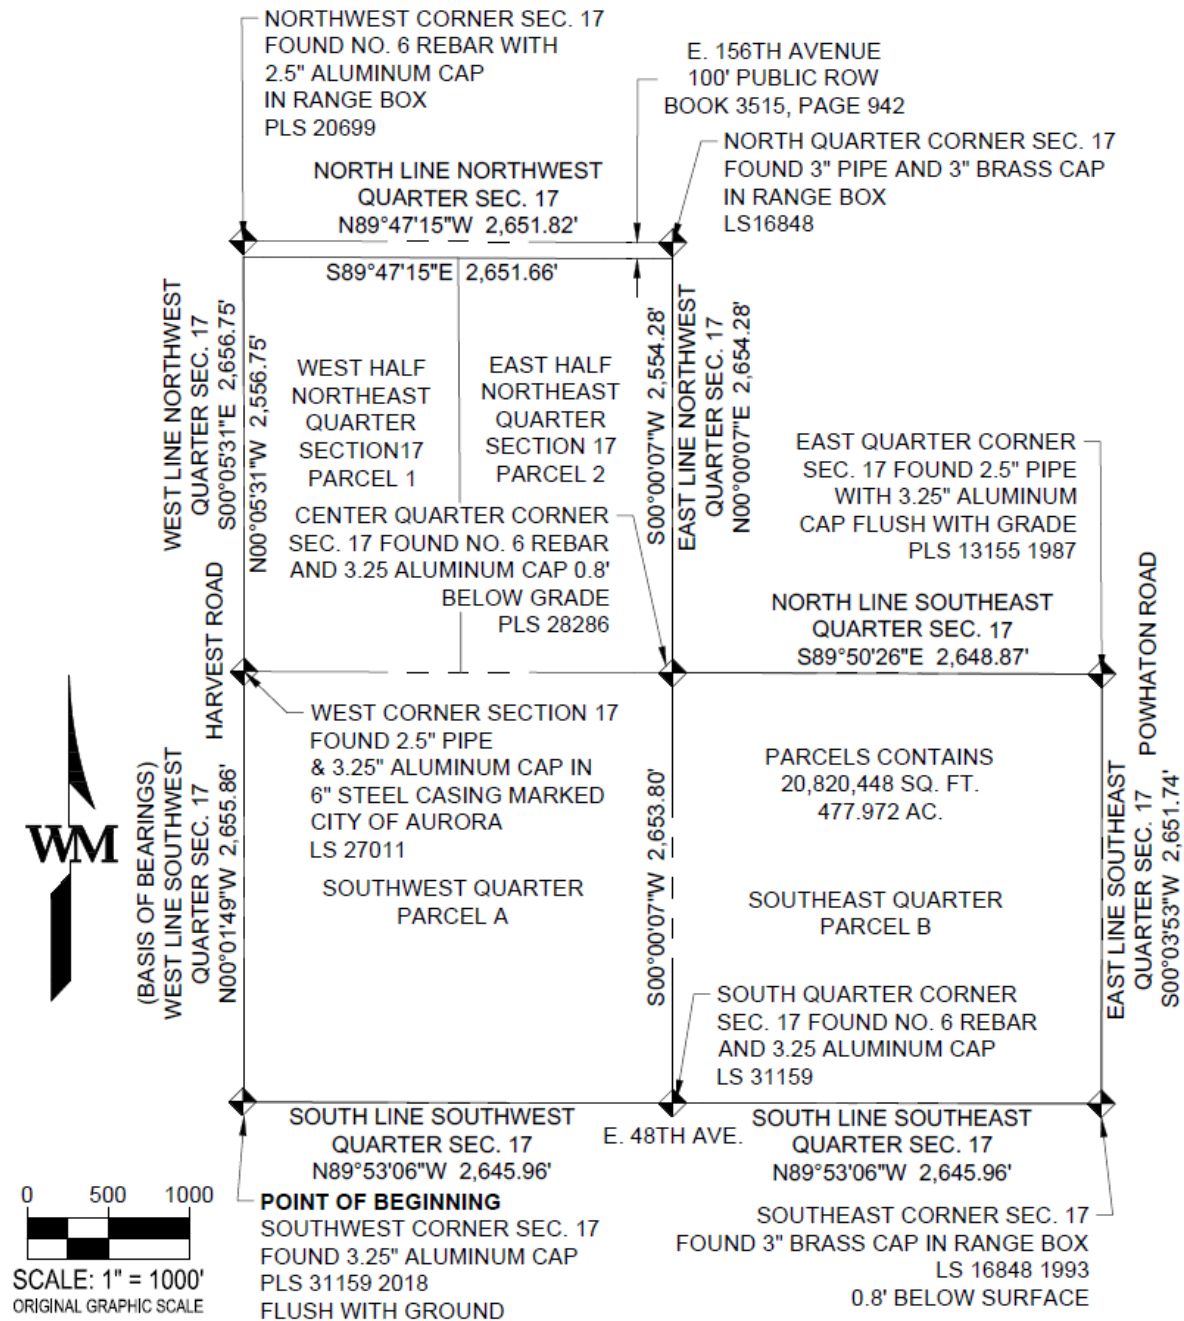 NORTHWEST CORNER SEC. 17
FOUND NO. 6 REBAR WITH
2.5" ALUMINUM CAP
IN RANGE BOX
PLS 20699
E. 156TH AVENUE
100' PUBLIC ROW
BOOK 3515, PAGE 942
NORTH QUARTER CORNER SEC. 17
FOUND 3" PIPE AND 3" BRASS CAP
IN RANGE BOX
LS16848
NORTH LINE NORTHWEST
QUARTER SEC. 17
N89°47'15"W 2,651.82'
S89°47'15"E 2,651.66'
WEST LINE NORTHWEST
QUARTER SEC. 17
S00°05'31"E 2,656.75'
N00°05'31"W 2,556.75'
WEST HALF
NORTHEAST
QUARTER
SECTION17
PARCEL 1
EAST HALF
NORTHEAST
QUARTER
SECTION 17
PARCEL 2
S00°00'07"W 2,554.28'
EAST LINE NORTHWEST
QUARTER SEC. 17
N00°00'07"E 2,654.28'
CENTER QUARTER CORNER
SEC. 17 FOUND NO. 6 REBAR
AND 3.25 ALUMINUM CAP 0.8'
BELOW GRADE
PLS 28286
EAST QUARTER CORNER
SEC. 17 FOUND 2.5" PIPE
WITH 3.25" ALUMINUM
CAP FLUSH WITH GRADE
PLS 13155 1987
NORTH LINE SOUTHEAST
QUARTER SEC. 17
S89°50'26"E 2,648.87'
HARVEST ROAD
POWHATON ROAD
WEST CORNER SECTION 17
FOUND 2.5" PIPE
& 3.25" ALUMINUM CAP IN
6" STEEL CASING MARKED
CITY OF AURORA
LS 27011
(BASIS OF BEARINGS)
WEST LINE SOUTHWEST
QUARTER SEC. 17
N00°01'49"W 2,655.86'
SOUTHWEST QUARTER
PARCEL A
S00°00'07"W 2,653.80'
PARCELS CONTAINS
20,820,448 SQ. FT.
477.972 AC.
SOUTHEAST QUARTER
PARCEL B
EAST LINE SOUTHEAST
QUARTER SEC. 17
S00°03'53"W 2,651.74'
WM
SOUTH QUARTER CORNER
SEC. 17 FOUND NO. 6 REBAR
AND 3.25 ALUMINUM CAP
LS 31159
SOUTH LINE SOUTHWEST
QUARTER SEC. 17
N89°53'06"W 2,645.96'
E. 48TH AVE.
SOUTH LINE SOUTHEAST
QUARTER SEC. 17
N89°53'06"W 2,645.96'
POINT OF BEGINNING
SOUTHWEST CORNER SEC. 17
FOUND 3.25" ALUMINUM CAP
PLS 31159 2018
FLUSH WITH GROUND
SOUTHEAST CORNER SEC. 17
FOUND 3" BRASS CAP IN RANGE BOX
LS 16848 1993
0.8' BELOW SURFACE
0 500 1000
SCALE: 1" = 1000'
ORIGINAL GRAPHIC SCALE